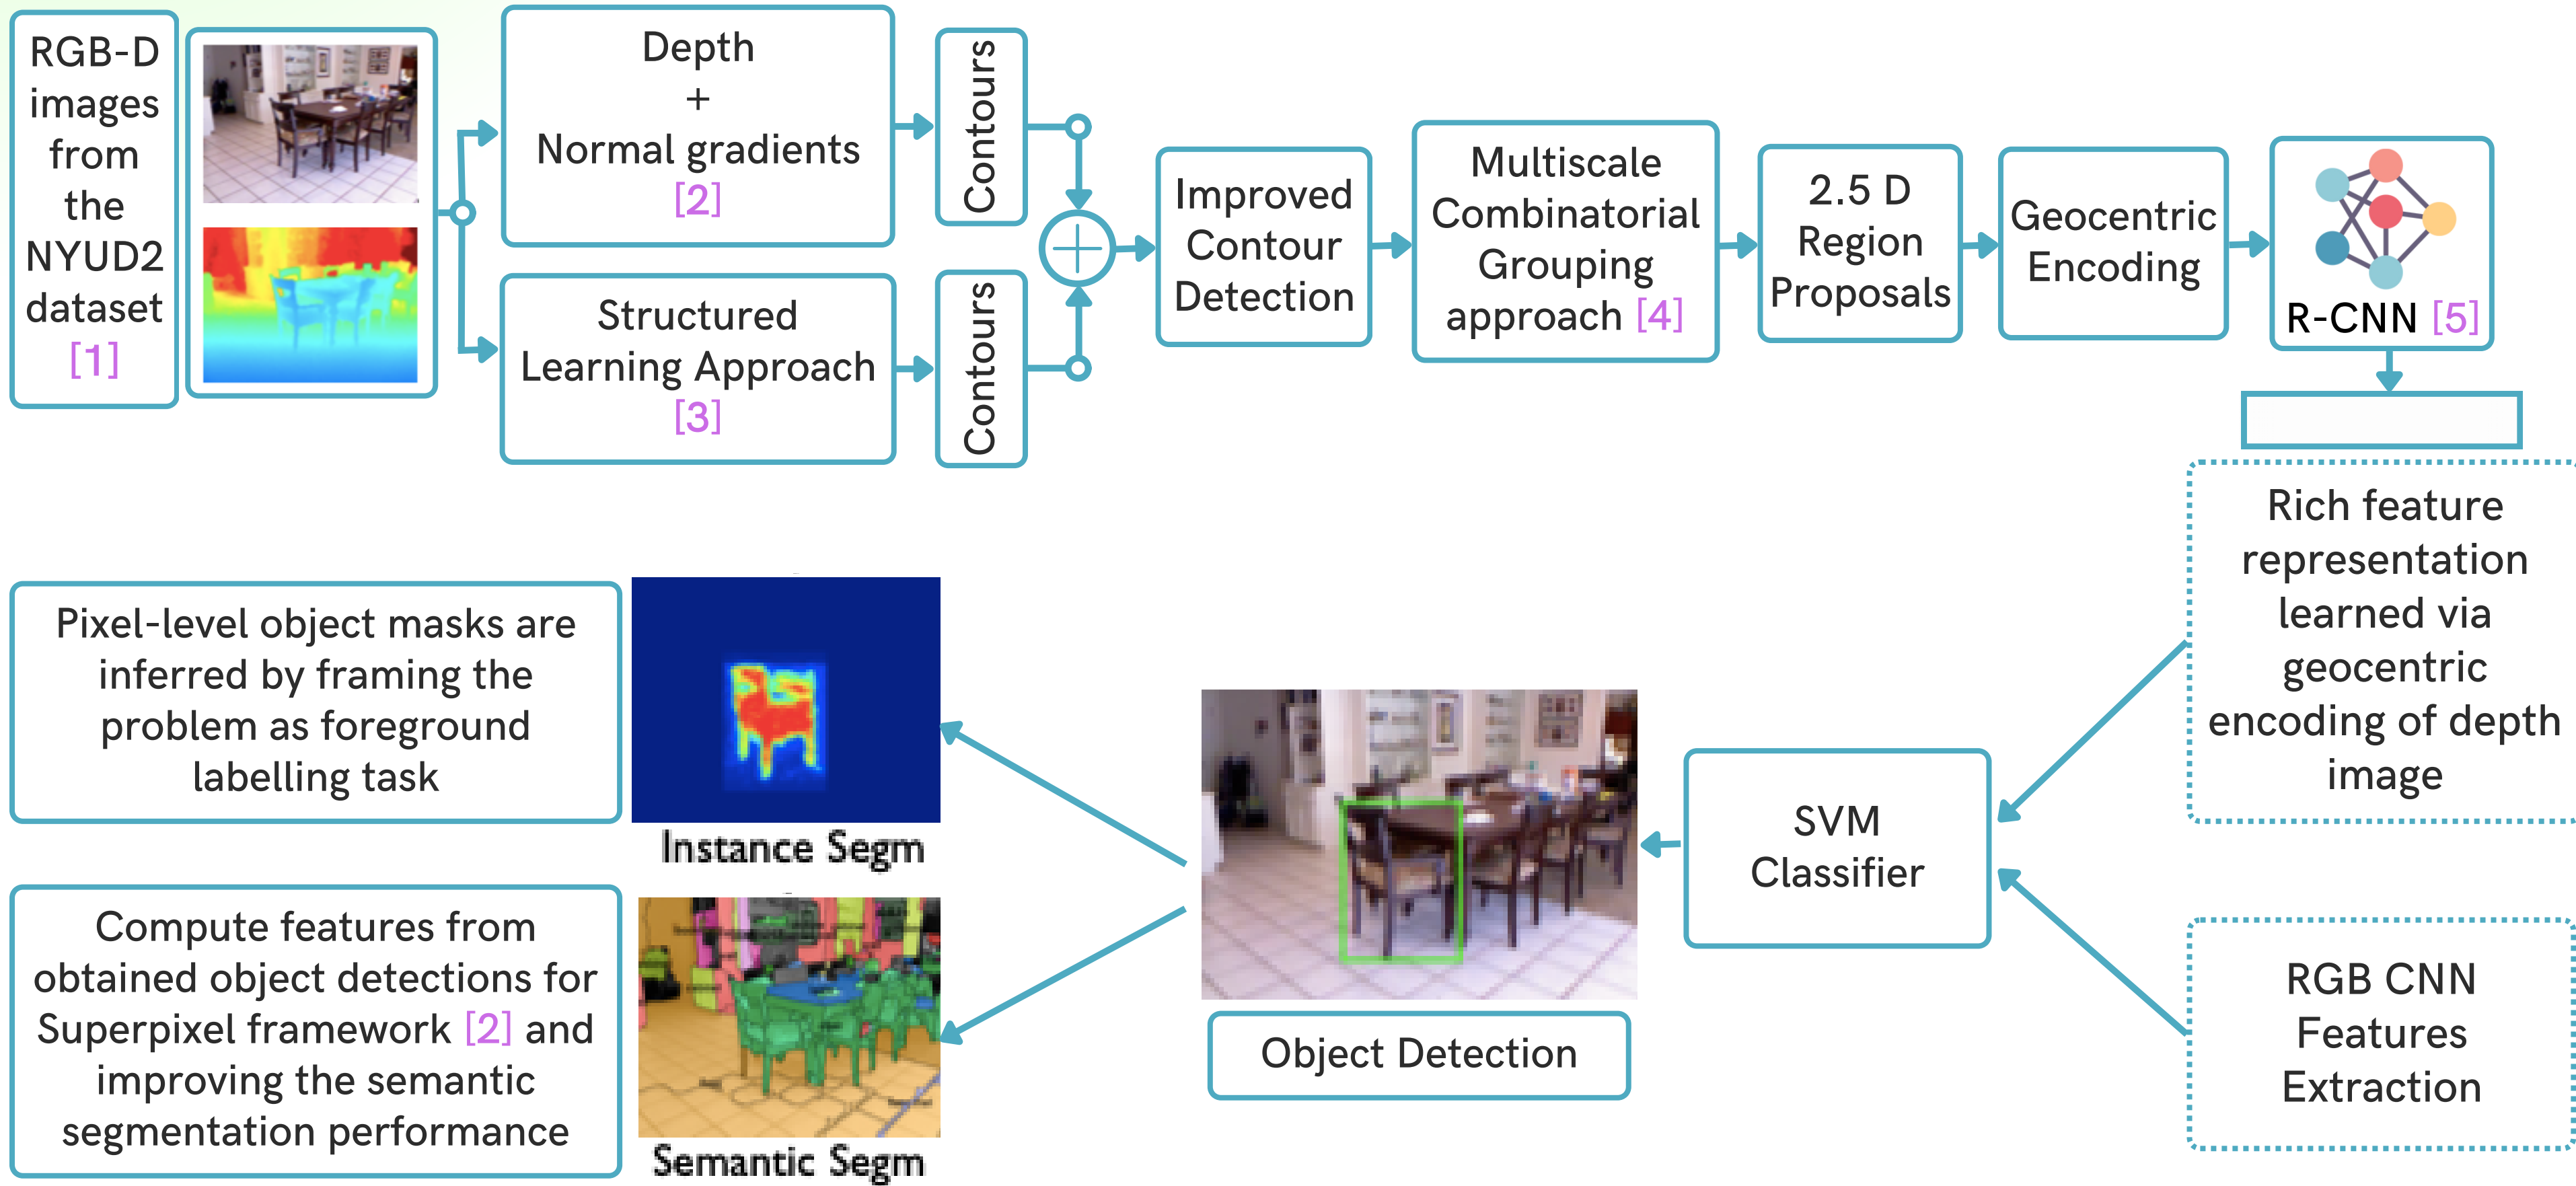 RGB-D
images
from
the
NYUD2
dataset
[1]
Depth
+
Normal gradients
[2]
Structured
Learning Approach
[3]
Contours
Contours
Improved
Contour
Detection
Multiscale
Combinatorial
Grouping
approach [4]
2.5 D
Region
Proposals
Geocentric
Encoding
R-CNN [5]
Rich feature
representation
learned via
geocentric
encoding of depth
image
RGB CNN
Features
Extraction
SVM
Classifier
Object Detection
Instance Segm
Pixel-level object masks are
inferred by framing the
problem as foreground
labelling task
Semantic Segm
Compute features from
obtained object detections for
Superpixel framework [2] and
improving the semantic
segmentation performance